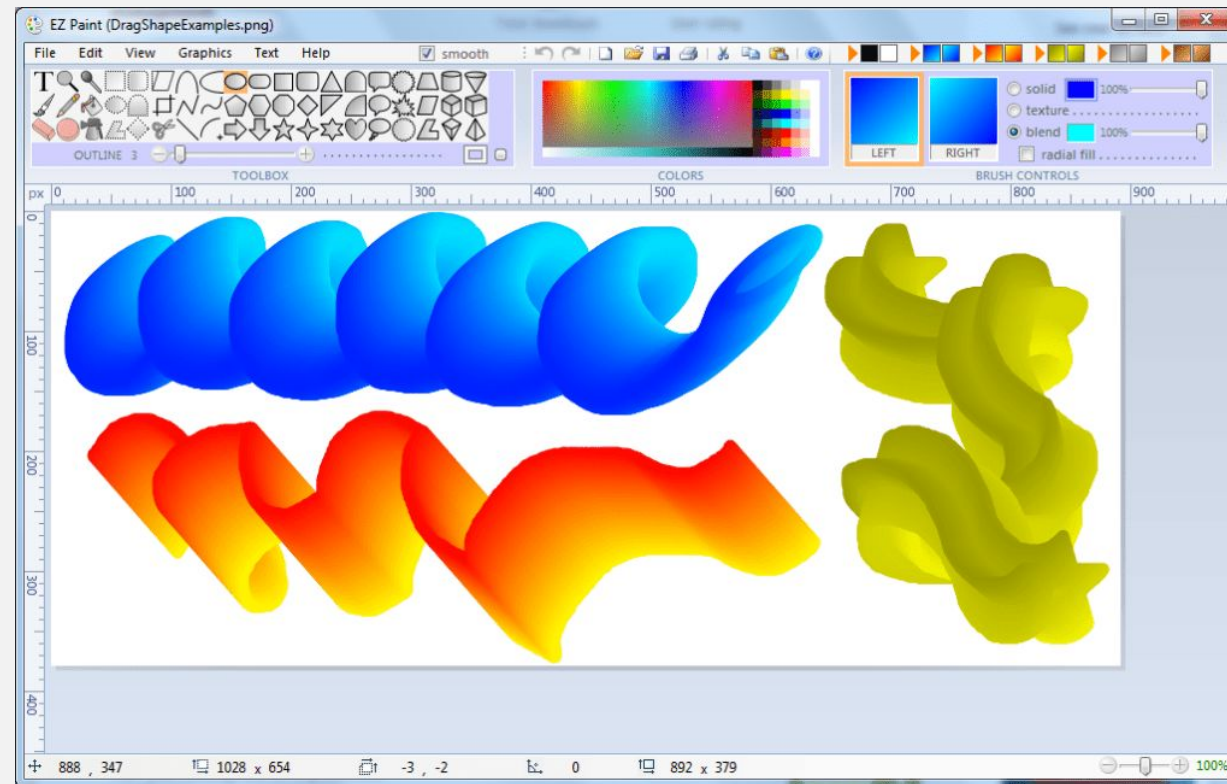 EZ Paint (DragShapeExamples.png)
File Edit View Graphics Text Help smooth
T
solid 100%
texture
blend 100%
radial fill
LEFT RIGHT
OUTLINE 3
TOOLBOX COLORS BRUSH CONTROLS
px 0 100 200 300 400 500 600 700 800 900
0
100
200
300
400
888 , 347 1028 x 654 -3 , -2 0 892 x 379 100%